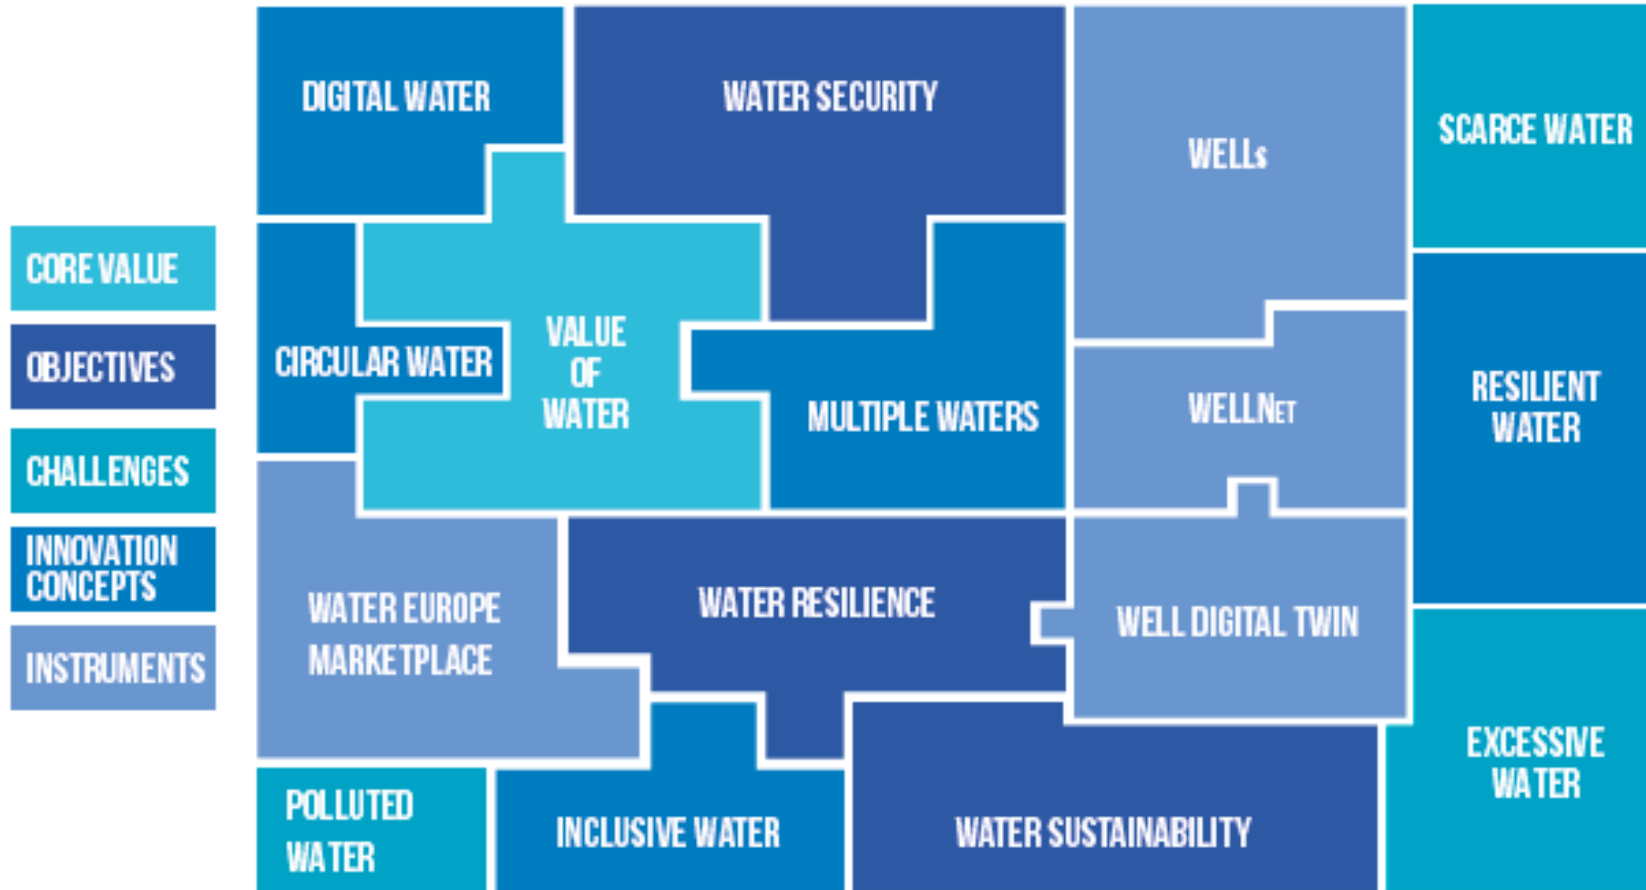 CORE VALUE
OBJECTIVES
CHALLENGES
INNOVATION
CONCEPTS
INSTRUMENTS
DIGITAL WATER
WATER SECURITY
WELLs
SCARCE WATER
CIRCULAR WATER
VALUE
OF
WATER
MULTIPLE WATERS
WELLNET
RESILIENT
WATER
WATER EUROPE
MARKETPLACE
WATER RESILIENCE
WELL DIGITAL TWIN
EXCESSIVE
WATER
POLLUTED
WATER
INCLUSIVE WATER
WATER SUSTAINABILITY